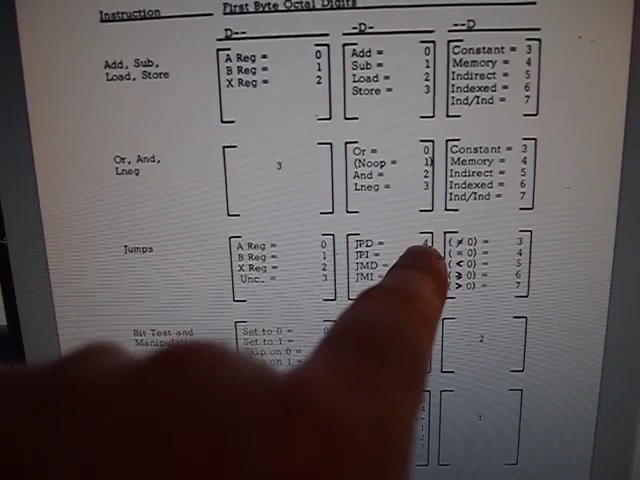 First Byte Octal Digits
Instruction
D-- -D- --D
Add, Sub,
Load, Store
A Reg = 0
B Reg = 1
X Reg = 2
Add = 0
Sub = 1
Load = 2
Store = 3
Constant = 3
Memory = 4
Indirect = 5
Indexed = 6
Ind/Ind = 7
Or, And,
Lneg
3
Or = 0
(Noop = 1)
And = 2
Lneg = 3
Constant = 3
Memory = 4
Indirect = 5
Indexed = 6
Ind/Ind = 7
Jumps
A Reg = 0
B Reg = 1
X Reg = 2
Unc. = 3
JPD = 4
JPI =
JMD =
JMI
( ≠ 0) = 3
( = 0) = 4
( < 0) = 5
( ≥ 0) = 6
( > 0) = 7
Bit Test and
Set to 0 = 0
Set to 1 =
Skip on 0 =
on 1 =
2
1